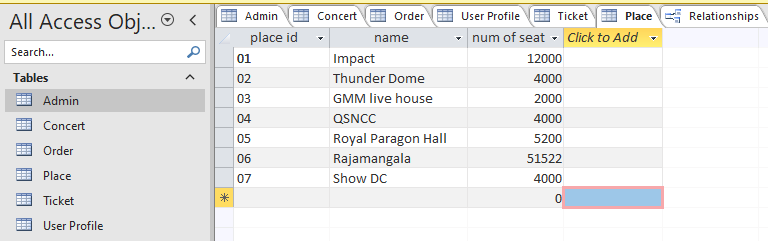 All Access Obj...
Search...
Tables
Admin
Concert
Order
Place
Ticket
User Profile
Admin Concert Order User Profile Ticket Place Relationships
place id name num of seat Click to Add
01 Impact 12000
02 Thunder Dome 4000
03 GMM live house 2000
04 QSNCC 4000
05 Royal Paragon Hall 5200
06 Rajamangala 51522
07 Show DC 4000
* 0